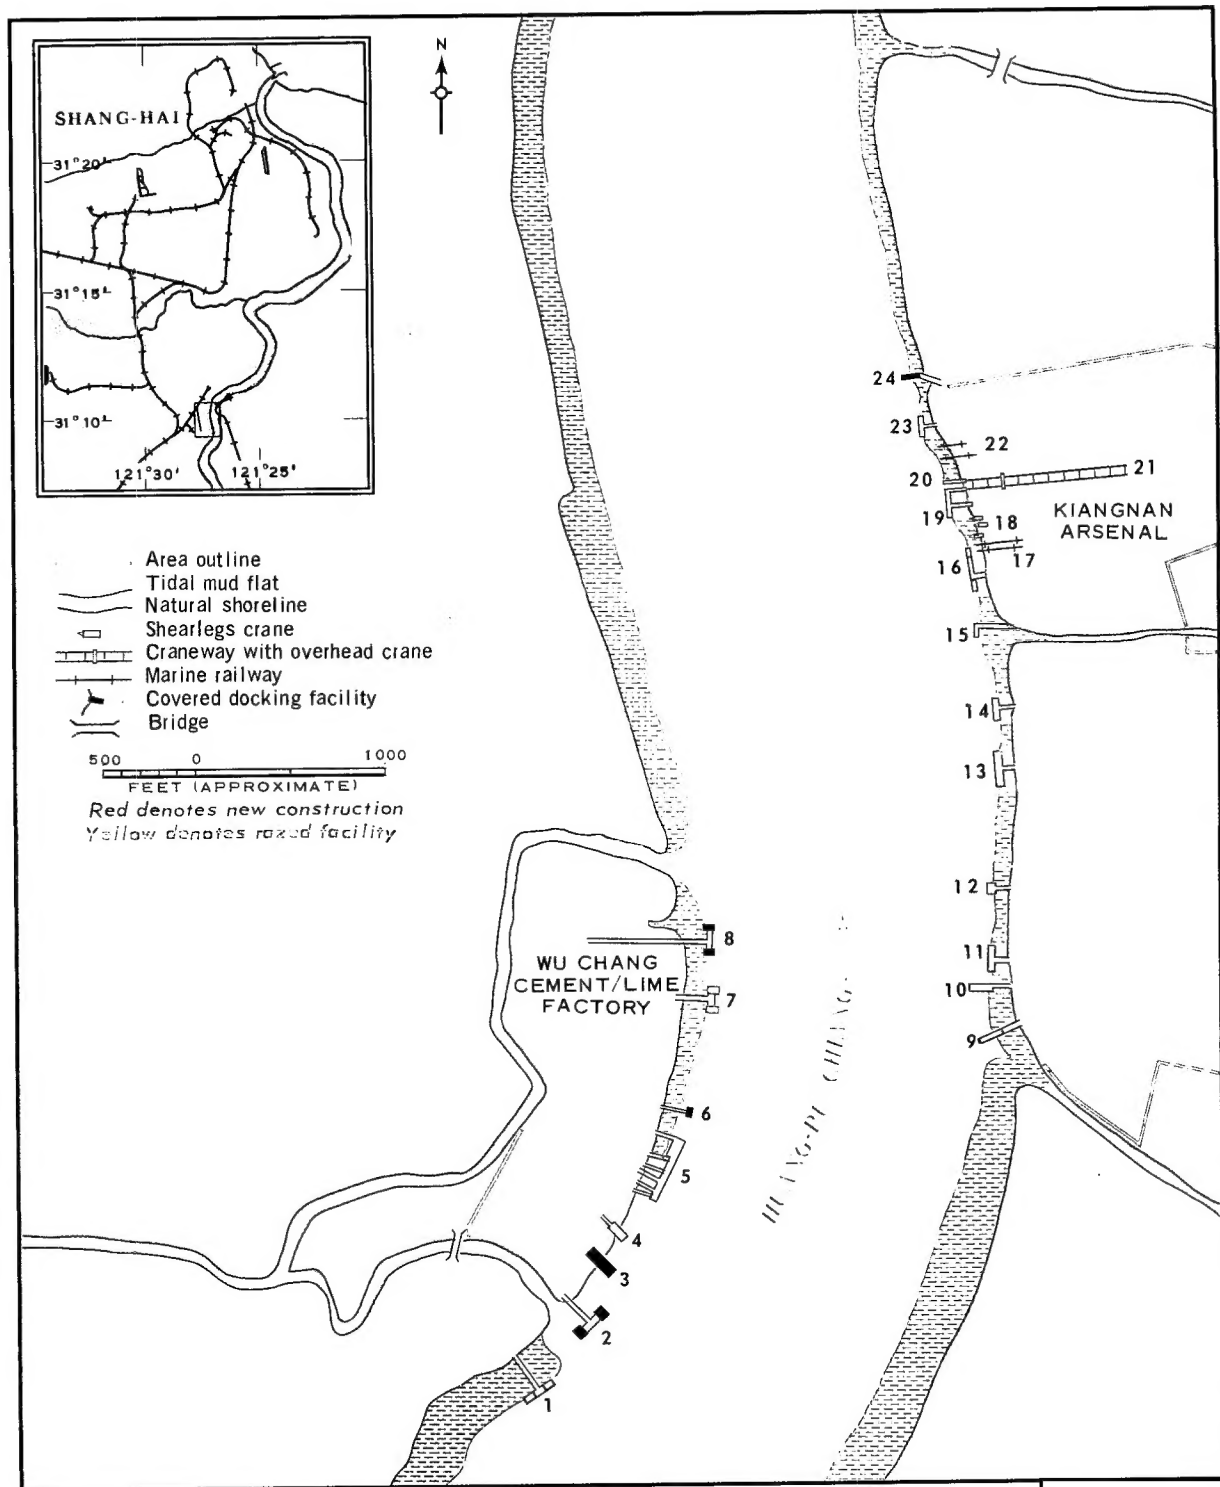 N
SHANG-HAI
31°20'
31°15'
31°10'
121°30'
121°25'
Area outline
Tidal mud flat
Natural shoreline
Shearlegs crane
Craneway with overhead crane
Marine railway
Covered docking facility
Bridge
500 0 1000
FEET (APPROXIMATE)
Red denotes new construction
Yellow denotes razed facility
24
23
22
21
20
19
18
17
16
15
KIANGNAN
ARSENAL
14
13
12
11
10
9
8
WU CHANG
CEMENT/LIME
FACTORY
7
6
5
4
3
2
1